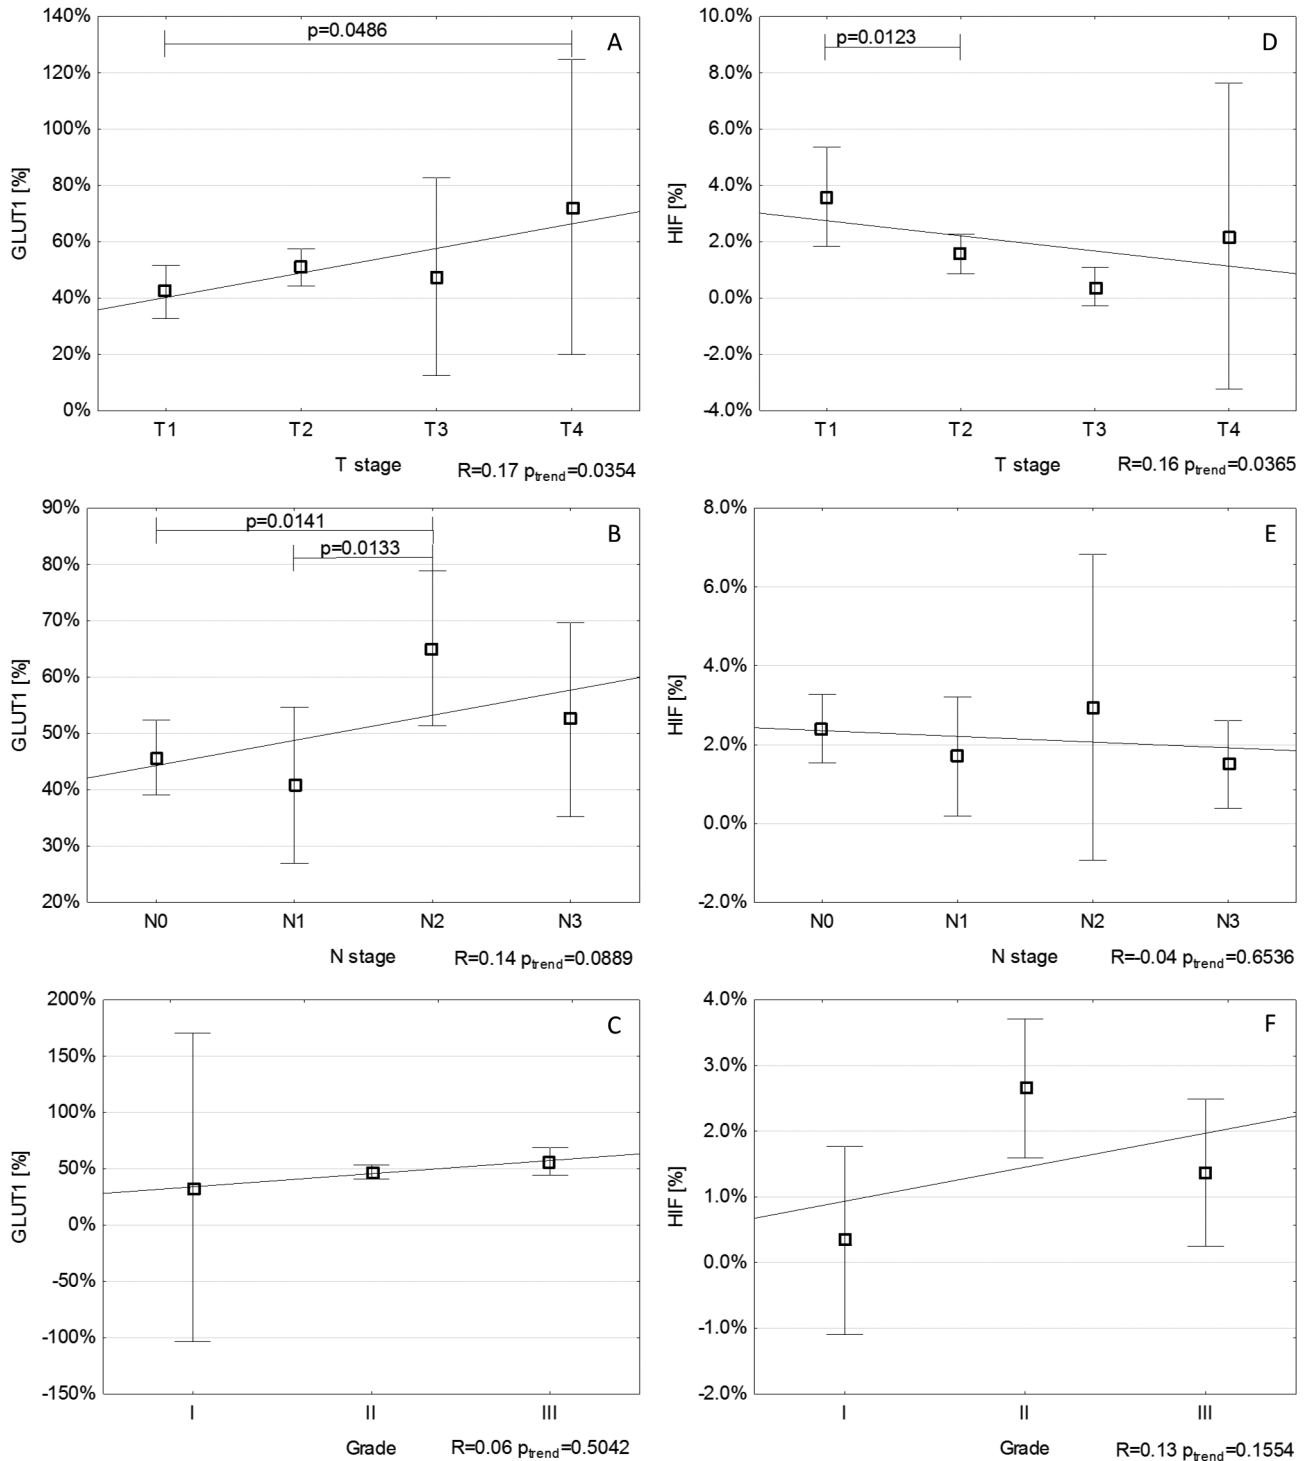 140%
120%
100%
80%
60%
40%
20%
0%
GLUT1 [%]
p=0.0486
A
T1 T2 T3 T4
T stage
R=0.17 ptrend=0.0354
10.0%
8.0%
6.0%
4.0%
2.0%
0.0%
-2.0%
-4.0%
HIF [%]
p=0.0123
D
T1 T2 T3 T4
T stage
R=0.16 ptrend=0.0365
90%
80%
70%
60%
50%
40%
30%
20%
GLUT1 [%]
p=0.0141
p=0.0133
B
N0 N1 N2 N3
N stage
R=0.14 ptrend=0.0889
8.0%
6.0%
4.0%
2.0%
0.0%
-2.0%
HIF [%]
E
N0 N1 N2 N3
N stage
R=-0.04 ptrend=0.6536
200%
150%
100%
50%
0%
-50%
-100%
-150%
GLUT1 [%]
C
I II III
Grade
R=0.06 ptrend=0.5042
4.0%
3.0%
2.0%
1.0%
0.0%
-1.0%
-2.0%
HIF [%]
F
I II III
Grade
R=0.13 ptrend=0.1554